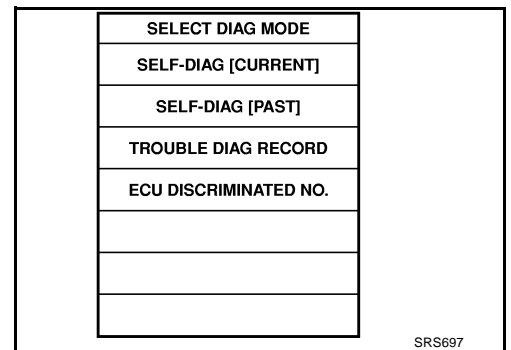 SELECT DIAG MODE
SELF-DIAG [CURRENT]
SELF-DIAG [PAST]
TROUBLE DIAG RECORD
ECU DISCRIMINATED NO.
SRS697